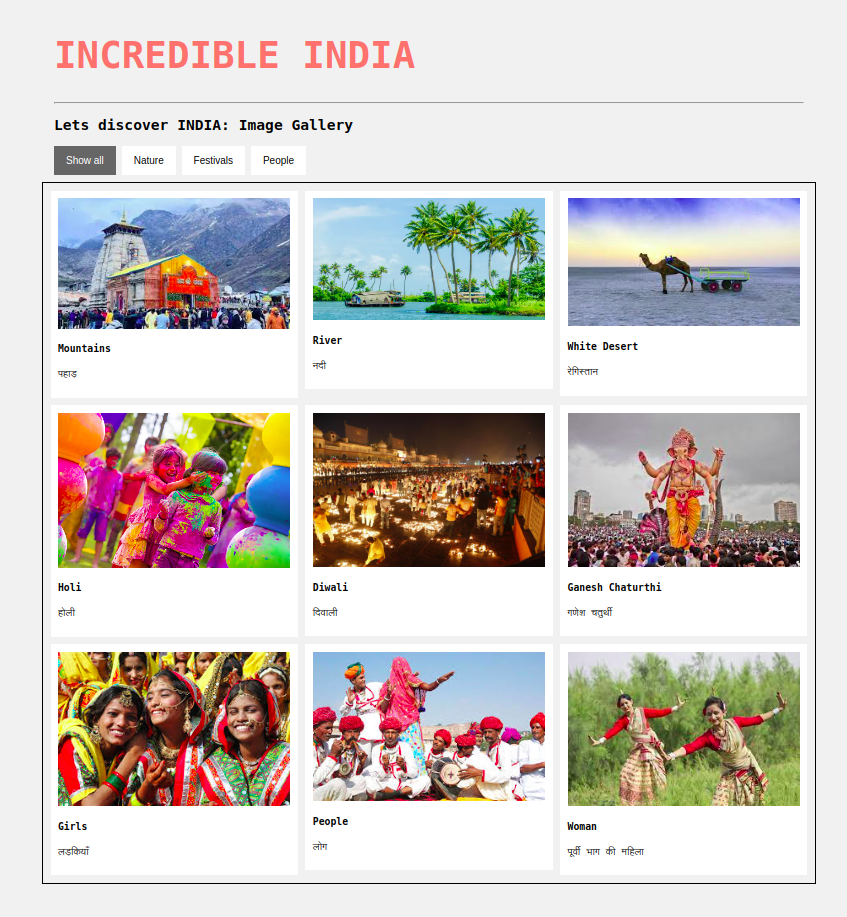 INCREDIBLE INDIA
Lets discover INDIA: Image Gallery
Show all Nature Festivals People
Mountains
पहाड
River
नदी
White Desert
रेगिस्तान
Holi
होली
Diwali
दिवाली
Ganesh Chaturthi
गणेश चतुर्थी
Girls
लडकियाँ
People
लोग
Woman
पूर्वी भाग की महिला